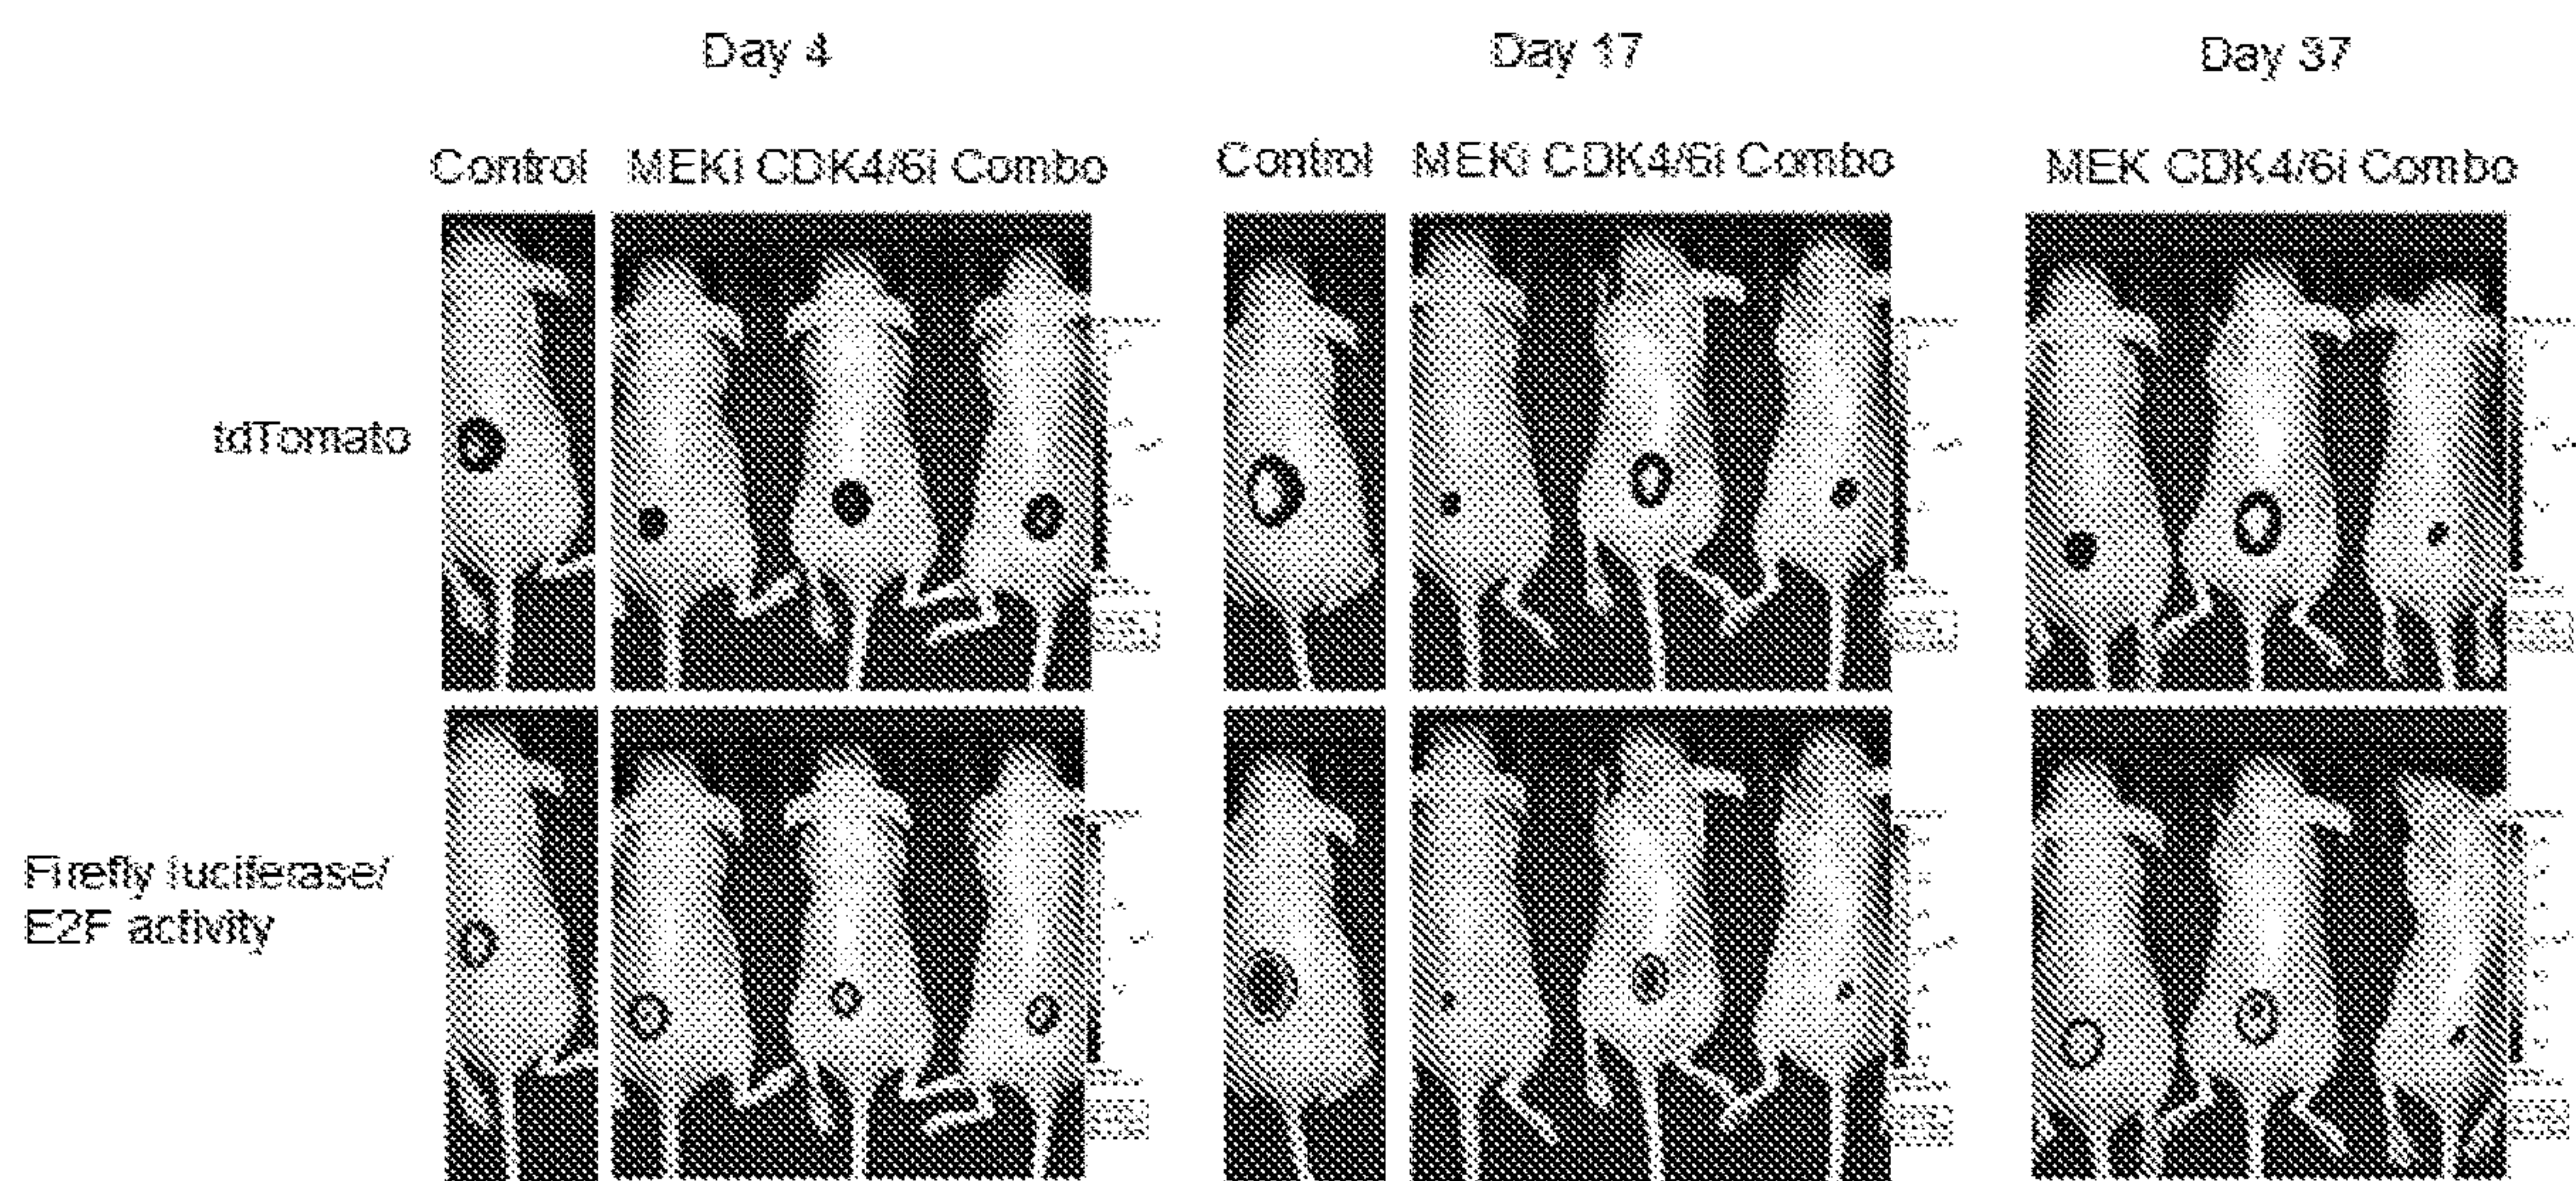 Day 4
Day 17
Day 37
Control
MEKi CDK4/6i Combo
Control
MEKi CDK4/6i Combo
MEK CDK4/6i Combo
tdTomato
Firefly luciferase/
E2F activity